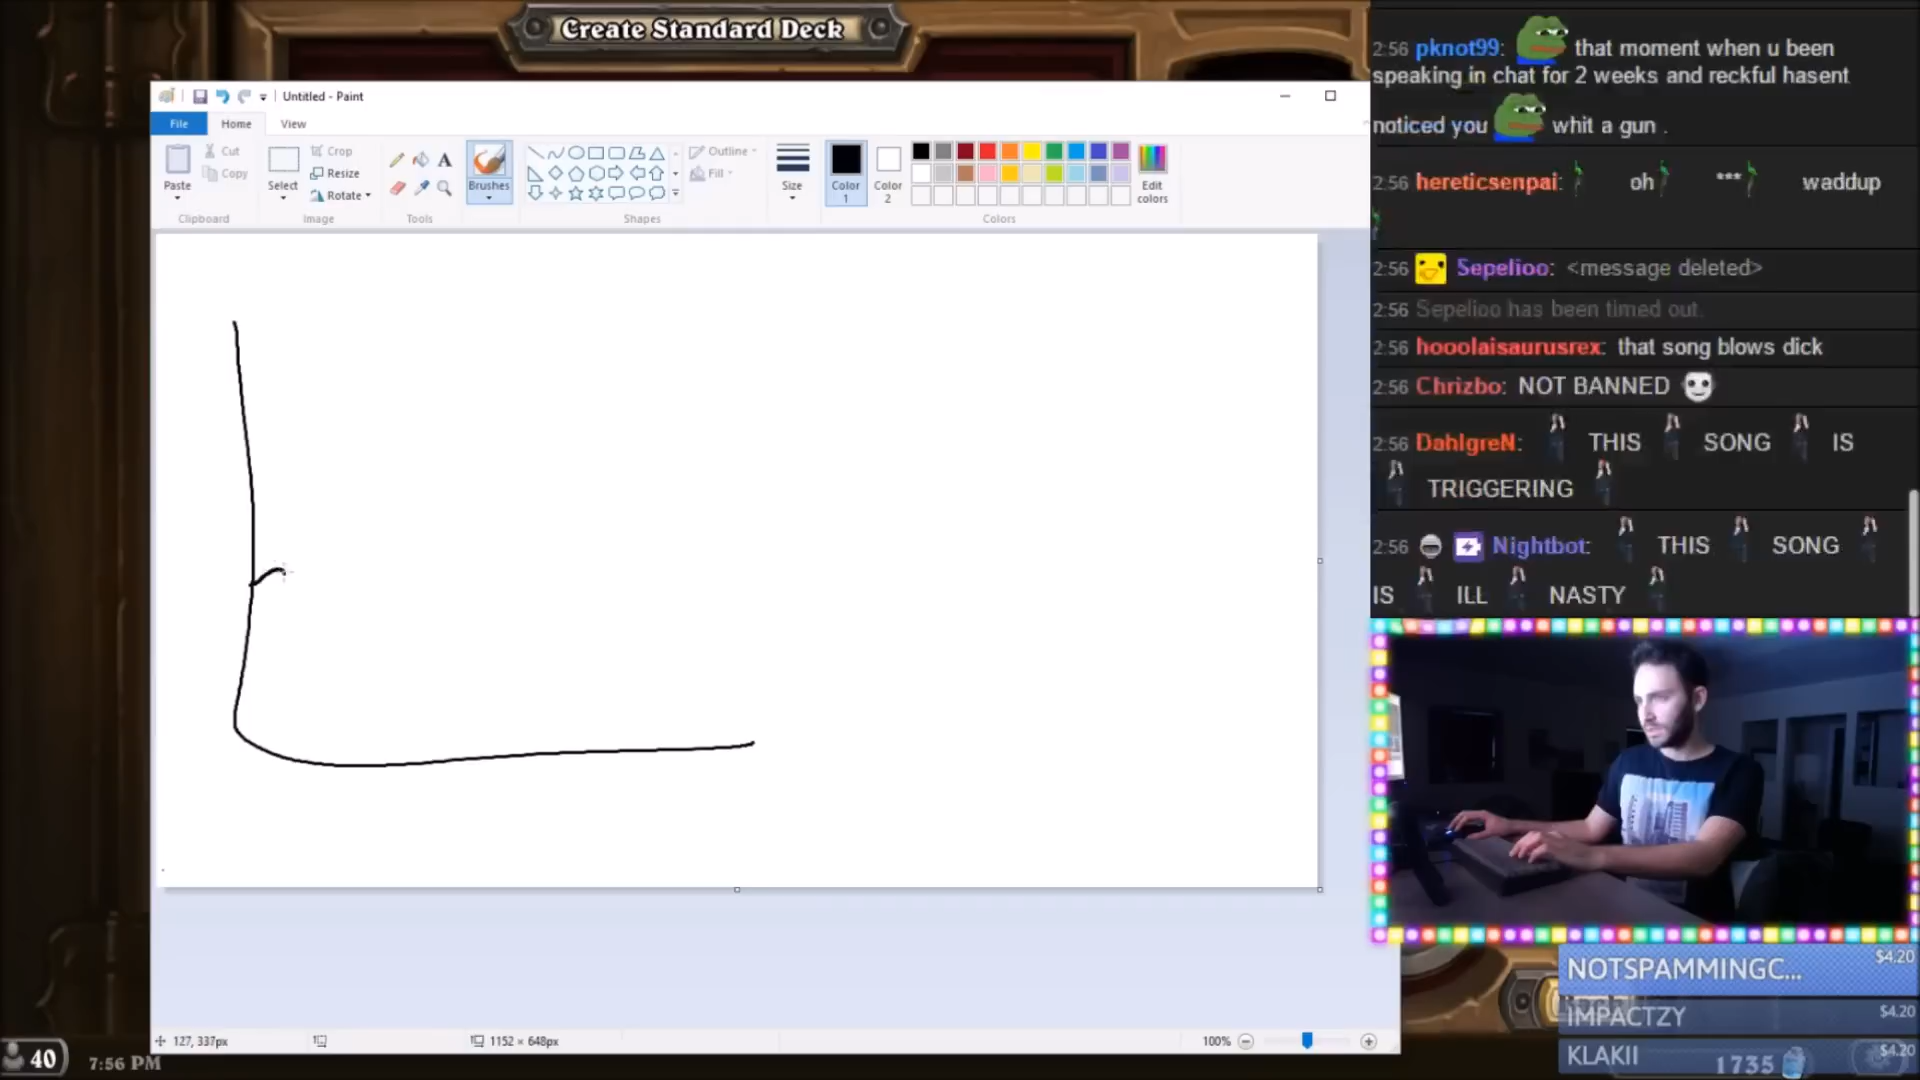 Create Standard Deck
Untitled - Paint
File
Home
View
Paste
Cut
Copy
Clipboard
Select
Crop
Resize
Rotate
Image
A
Tools
Brushes
Outline
Fill
Shapes
Size
Color
1
Color
2
Edit
colors
Colors
127, 337px
1152 × 648px
100%
40
7:56 PM
2:56 pknot99: that moment when u been
speaking in chat for 2 weeks and reckful hasent
noticed you whit a gun .
2:56 hereticsenpai: oh *** waddup
2:56 Sepelioo: <message deleted>
2:56 Sepelioo has been timed out.
2:56 hooolaisaurusrex: that song blows dick
2:56 Chrizbo: NOT BANNED
2:56 DahlgreN: THIS SONG IS
TRIGGERING
2:56 Nightbot: THIS SONG
IS ILL NASTY
NOTSPAMMINGC... $4.20
IMPACTZY $4.20
KLAKII $4.20
1735